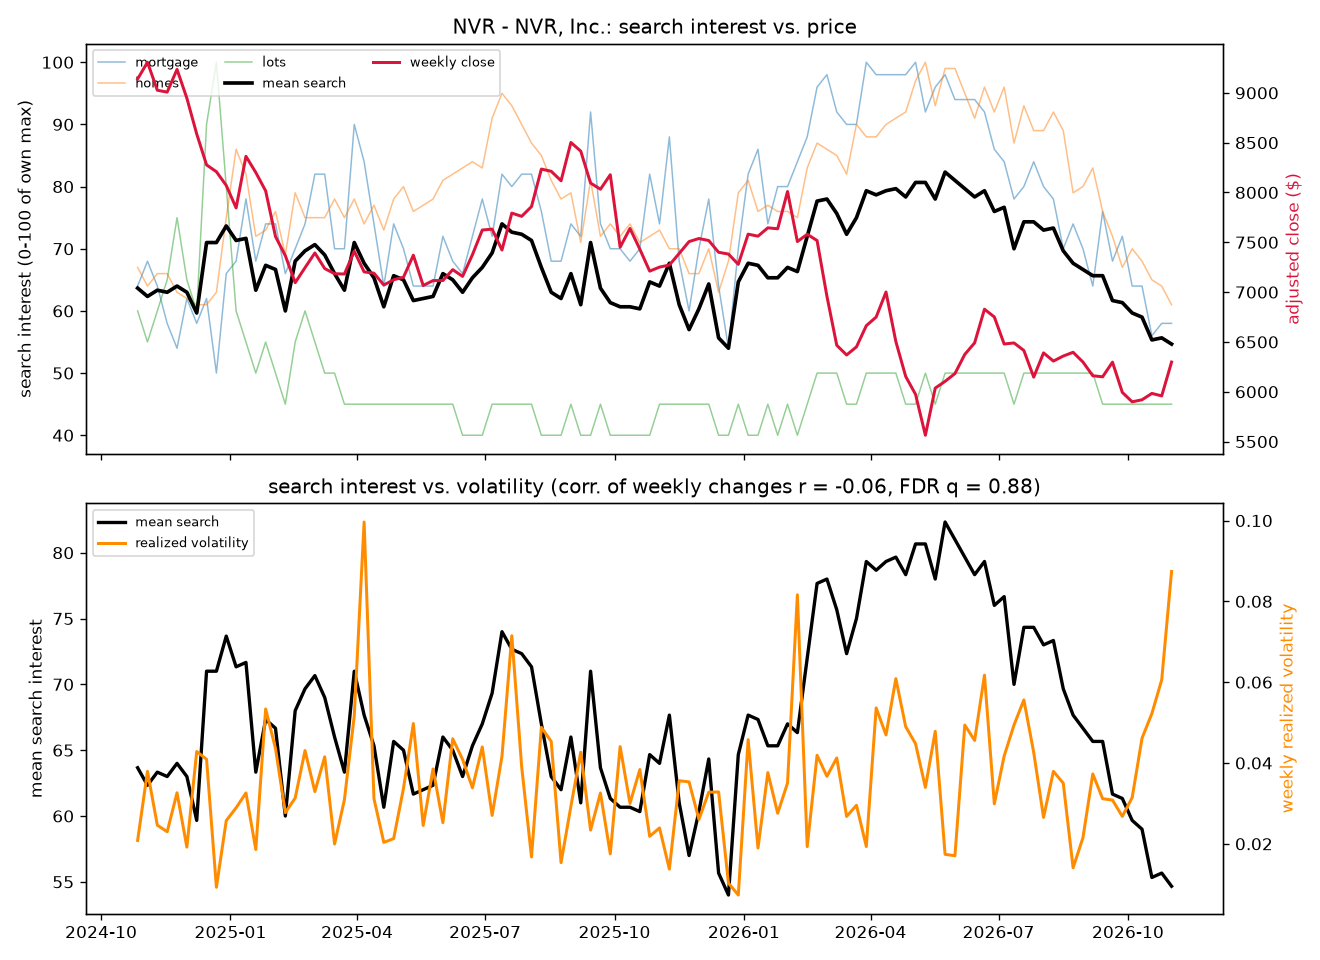 NVR - NVR, Inc.: search interest vs. price
mortgage
homes
lots
mean search
weekly close
100
90
80
70
60
50
40
search interest (0-100 of own max)
9000
8500
8000
7500
7000
6500
6000
5500
adjusted close ($)
search interest vs. volatility (corr. of weekly changes r = -0.06, FDR q = 0.88)
mean search
realized volatility
80
75
70
65
60
55
mean search interest
0.10
0.08
0.06
0.04
0.02
weekly realized volatility
2024-10
2025-01
2025-04
2025-07
2025-10
2026-01
2026-04
2026-07
2026-10